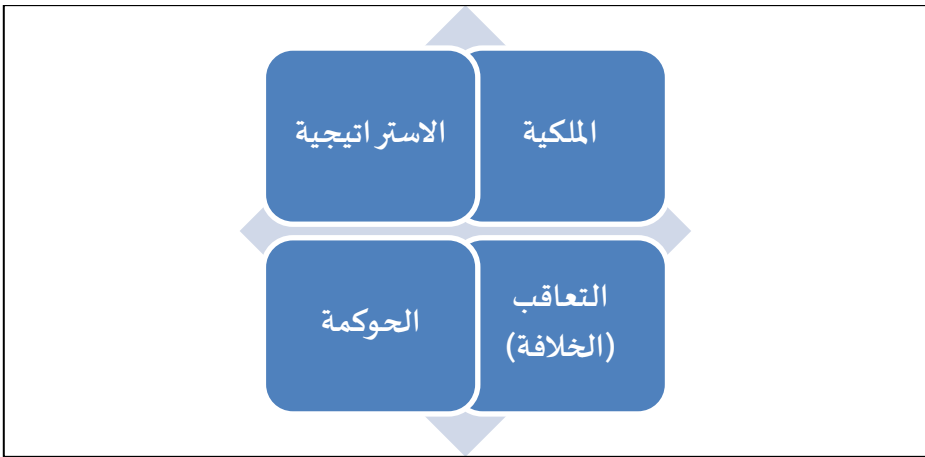 الملكية
الاستراتيجية
التعاقب
(الخلافة)
الحوكمة